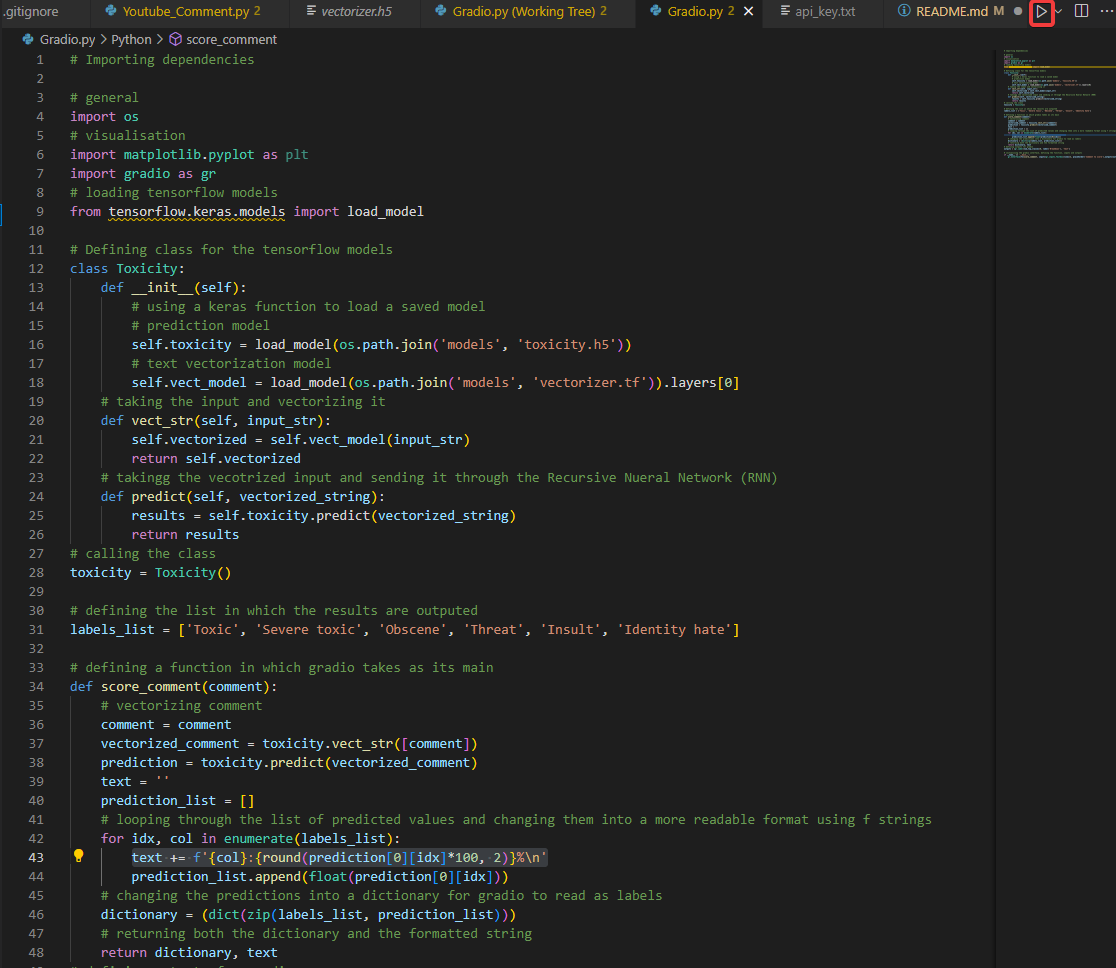 .gitignore
Youtube_Comment.py 2
vectorizer.h5
Gradio.py (Working Tree) 2
Gradio.py 2
api_key.txt
README.md M
Gradio.py > Python > score_comment
1 # Importing dependencies
2
3 # general
4 import os
5 # visualisation
6 import matplotlib.pyplot as plt
7 import gradio as gr
8 # loading tensorflow models
9 from tensorflow.keras.models import load_model
10
11 # Defining class for the tensorflow models
12 class Toxicity:
13 def __init__(self):
14 # using a keras function to load a saved model
15 # prediction model
16 self.toxicity = load_model(os.path.join('models', 'toxicity.h5'))
17 # text vectorization model
18 self.vect_model = load_model(os.path.join('models', 'vectorizer.tf')).layers[0]
19 # taking the input and vectorizing it
20 def vect_str(self, input_str):
21 self.vectorized = self.vect_model(input_str)
22 return self.vectorized
23 # takingg the vecotrized input and sending it through the Recursive Nueral Network (RNN)
24 def predict(self, vectorized_string):
25 results = self.toxicity.predict(vectorized_string)
26 return results
27 # calling the class
28 toxicity = Toxicity()
29
30 # defining the list in which the results are outputed
31 labels_list = ['Toxic', 'Severe toxic', 'Obscene', 'Threat', 'Insult', 'Identity hate']
32
33 # defining a function in which gradio takes as its main
34 def score_comment(comment):
35 # vectorizing comment
36 comment = comment
37 vectorized_comment = toxicity.vect_str([comment])
38 prediction = toxicity.predict(vectorized_comment)
39 text = ''
40 prediction_list = []
41 # looping through the list of predicted values and changing them into a more readable format using f strings
42 for idx, col in enumerate(labels_list):
43 text += f'{col}:{round(prediction[0][idx]*100, 2)}%\n'
44 prediction_list.append(float(prediction[0][idx]))
45 # changing the predictions into a dictionary for gradio to read as labels
46 dictionary = (dict(zip(labels_list, prediction_list)))
47 # returning both the dictionary and the formatted string
48 return dictionary, text